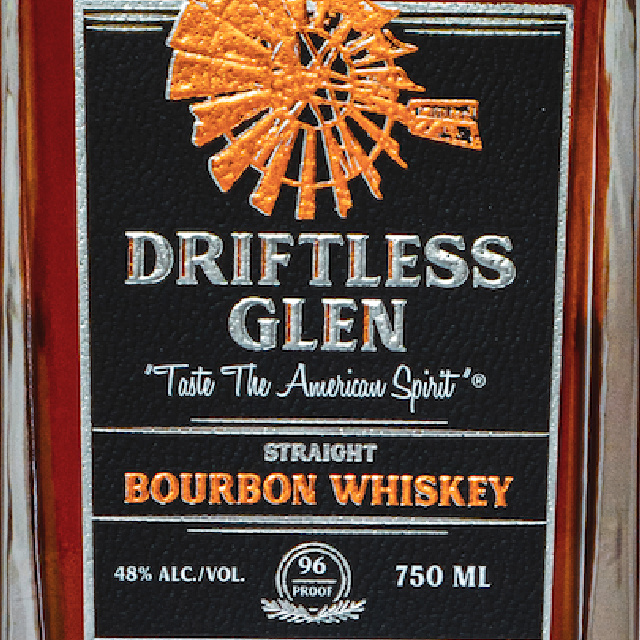 DRIFTLESS
GLEN
"Taste The American Spirit"®
STRAIGHT
BOURBON WHISKEY
48% ALC./VOL.
96
PROOF
750 ML